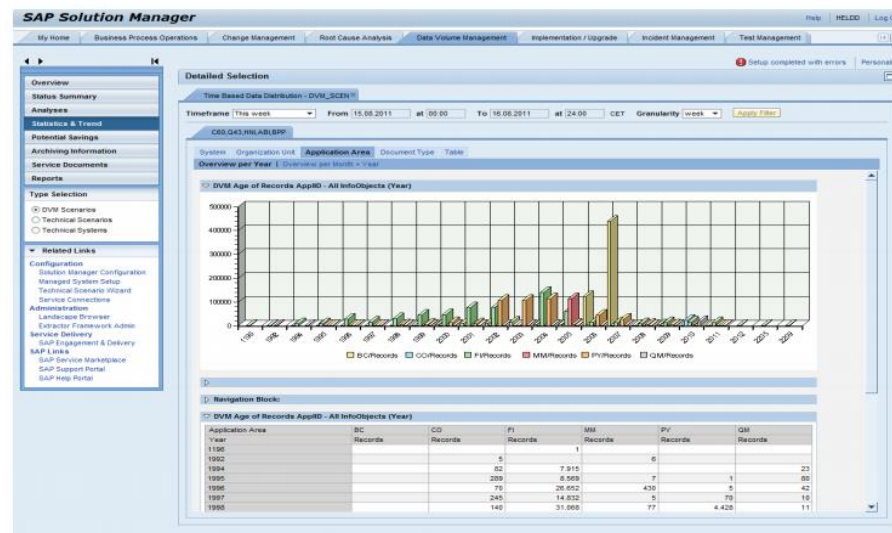 SAP Solution Manager
Help HELDD Log
My Home Business Process Operations Change Management Root Cause Analysis Data Volume Management Implementation / Upgrade Incident Management Test Management
Setup completed with errors Personal
Overview
Status Summary
Analyses
Statistics & Trend
Potential Savings
Archiving Information
Service Documents
Reports
Type Selection
DVM Scenarios
Technical Scenarios
Technical Systems
Related Links
Configuration
Solution Manager Configuration
Managed System Setup
Technical Scenario Wizard
Service Connections
Administration
Landscape Browser
Extractor Framework Admin
Service Delivery
SAP Engagement & Delivery
SAP Links
SAP Service Marketplace
SAP Support Portal
SAP Help Portal
Detailed Selection
Time Based Data Distribution - DVM_SCEN
Timeframe This week From 15.08.2011 at 00:00 To 16.08.2011 at 24:00 CET Granularity week Apply Filter
System Organization Unit Application Area Document Type Table
Overview per Year | Overview per Month + Year
DVM Age of Records ApplID - All InfoObjects (Year)
500000
400000
300000
200000
100000
0
BC/Records CO/Records FI/Records MM/Records PY/Records QM/Records
Navigation Block:
DVM Age of Records ApplID - All InfoObjects (Year)
Application Area BC CO FI MM QM
Year Records Records Records Records Records Records
1196 1
1992 5 6
1994 82 7.915 23
1995 289 8.569 7 1 80
1996 70 26.652 430 5 42
1997 245 14.832 5 70 10
1998 140 31.068 77 4.428 11